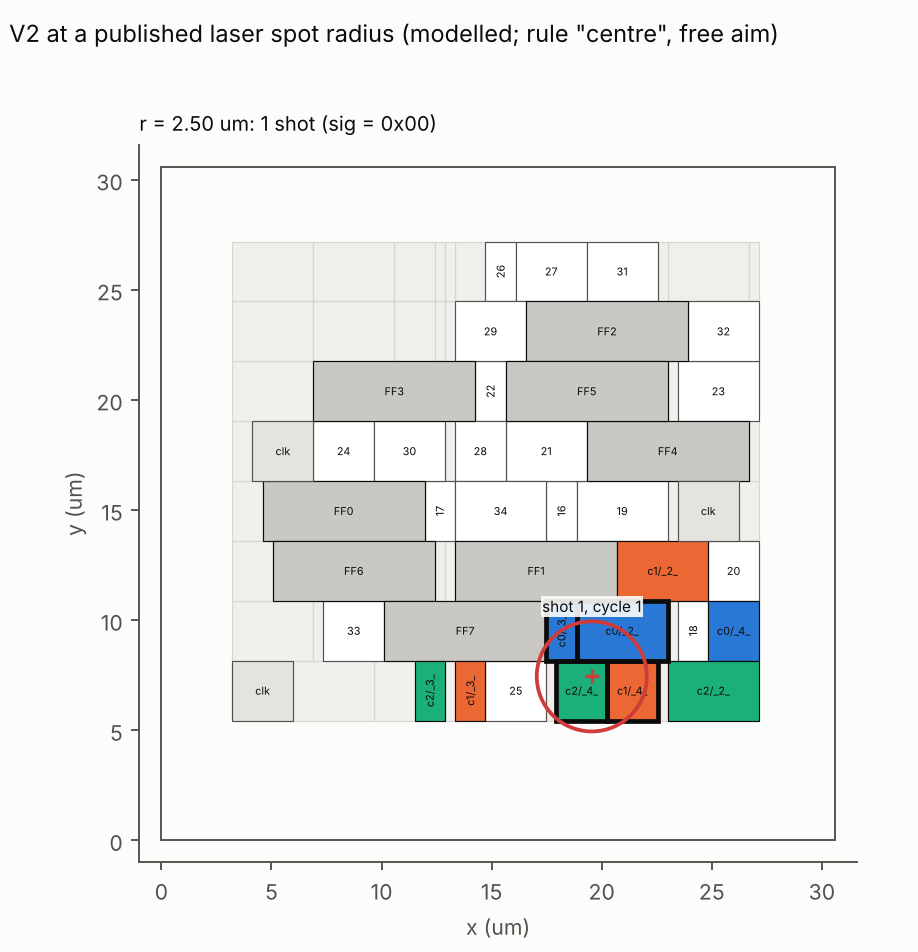 V2 at a published laser spot radius (modelled; rule "centre", free aim)
r = 2.50 um: 1 shot (sig = 0x00)
30
25
20
15
10
5
0
y (um)
26 27 31
29 FF2 32
FF3 22 FF5 23
clk 24 30 28 21 FF4
FF0 17 34 16 19 clk
FF6 FF1 c1/_2_ 20
shot 1, cycle 1
33 FF7 c0/_3_ c0/_2_ 18 c0/_4_
clk c2/_3_ c1/_3_ 25 c2/_4_ c1/_4_ c2/_2_
0 5 10 15 20 25 30
x (um)